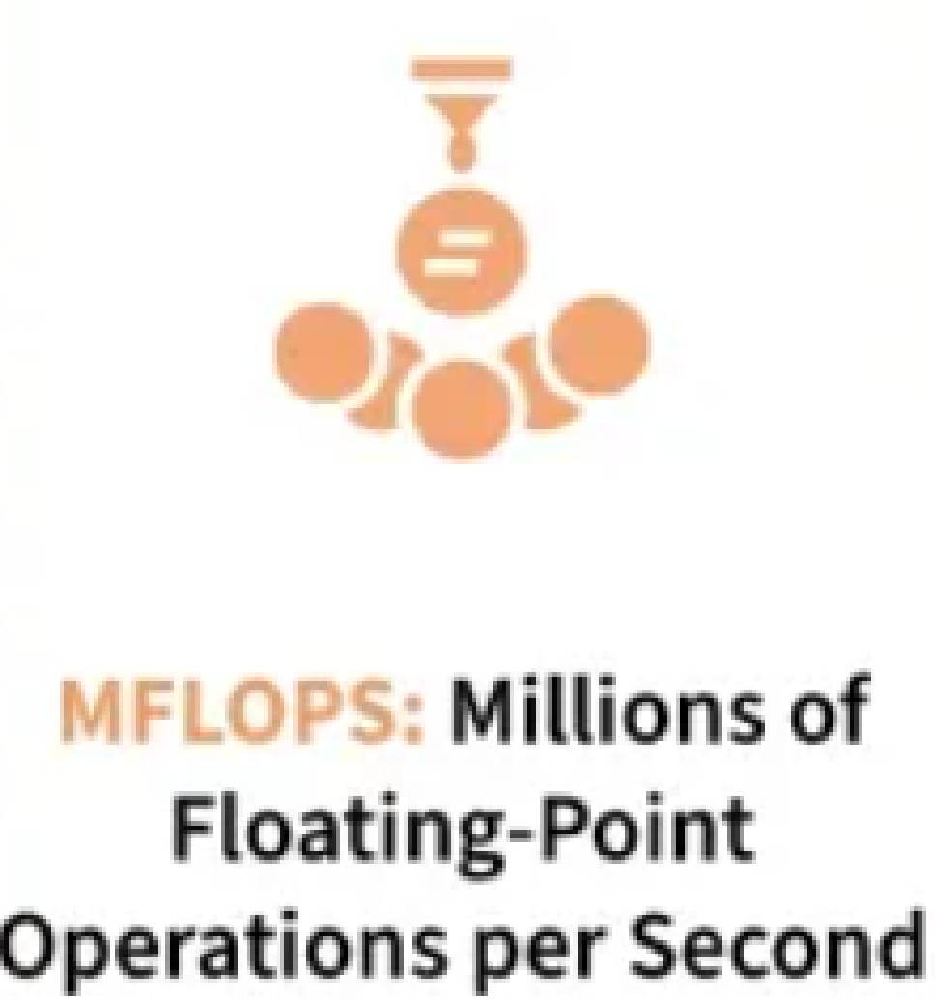 MFLOPS: Millions of
Floating-Point
Operations per Second